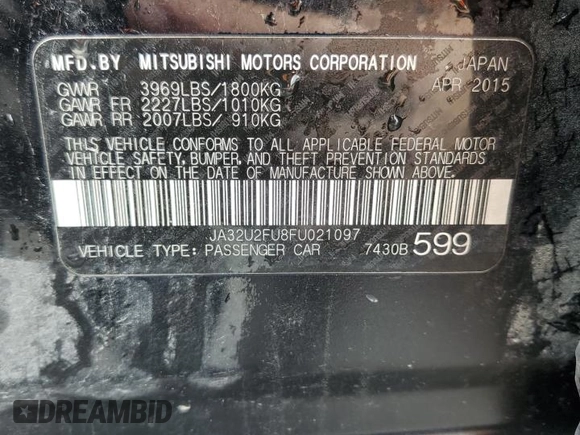 MFD.BY MITSUBISHI MOTORS CORPORATION JAPAN
GVWR 3969LBS/1800KG APR 2015
GAWR FR 2227LBS/1010KG
GAWR RR 2007LBS/ 910KG
THIS VEHICLE CONFORMS TO ALL APPLICABLE FEDERAL MOTOR
VEHICLE SAFETY, BUMPER, AND THEFT PREVENTION STANDARDS
IN EFFECT ON THE DATE OF MANUFACTURE SHOWN ABOVE.
JA32U2FU8FU021097
VEHICLE TYPE: PASSENGER CAR 7430B 599
DREAMBID